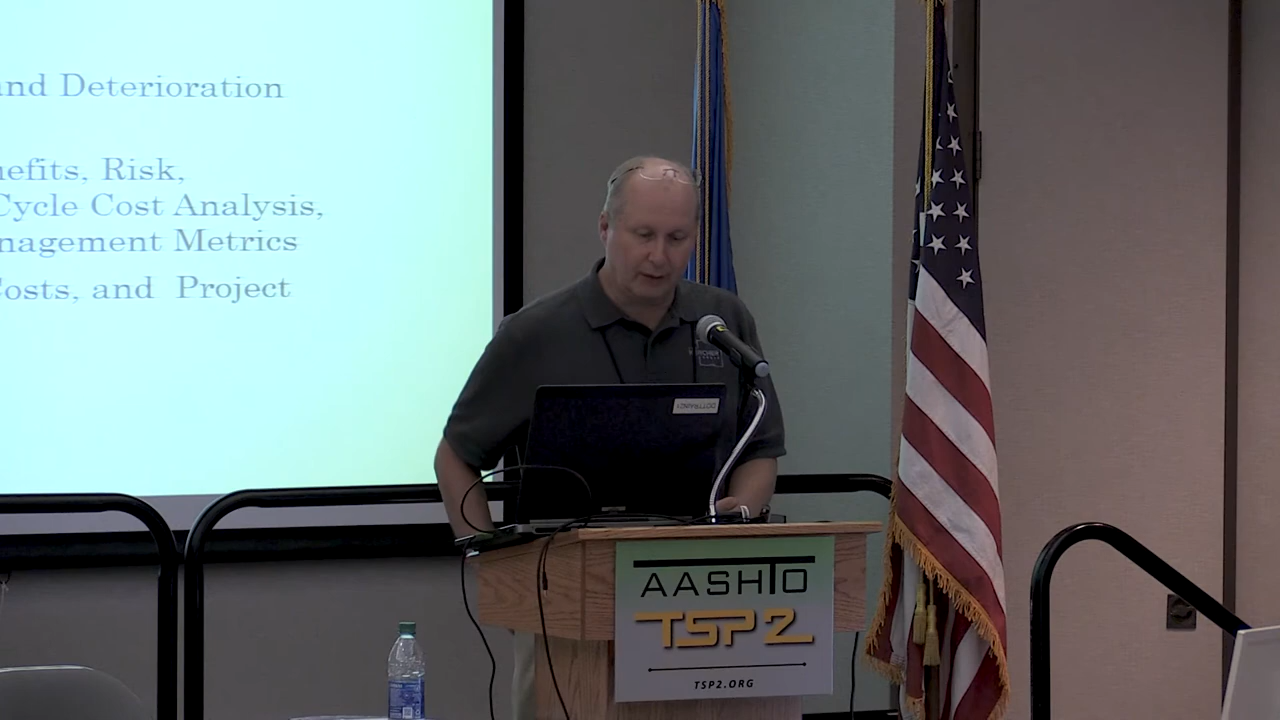 and Deterioration
nefits, Risk,
Cycle Cost Analysis,
nagement Metrics
Costs, and Project
AASHTO
TSP2
TSP2.ORG